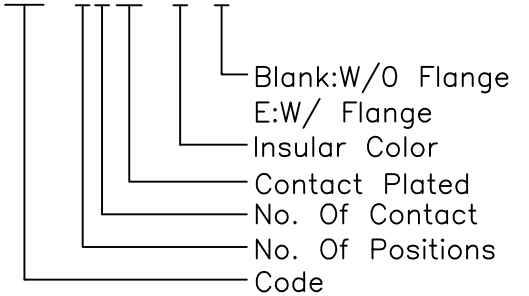 Blank:W/O Flange
E:W/ Flange
Insular Color
Contact Plated
No. Of Contact
No. Of Positions
Code